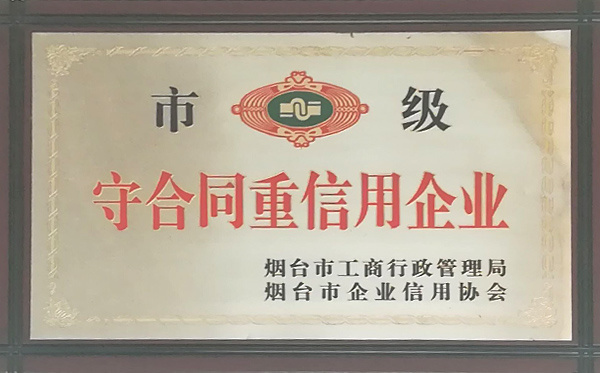 市 级
守合同重信用企业
烟台市工商行政管理局
烟台市企业信用协会